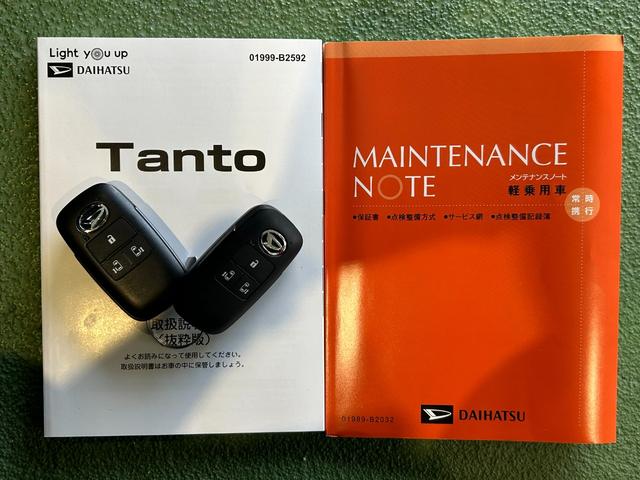 Light you up
DAIHATSU
01999-B2592
Tanto
取扱説
(抜粋版)
よくお読みになって使用してください。
取扱説明書はお車の中に保管しましょう。
MAINTENANCE
NOTE
メンテナンスノート
軽乗用車
常時
携行
●保証書 ●点検整備方式 ●サービス網 ●点検整備記録簿
01989-B2032
DAIHATSU